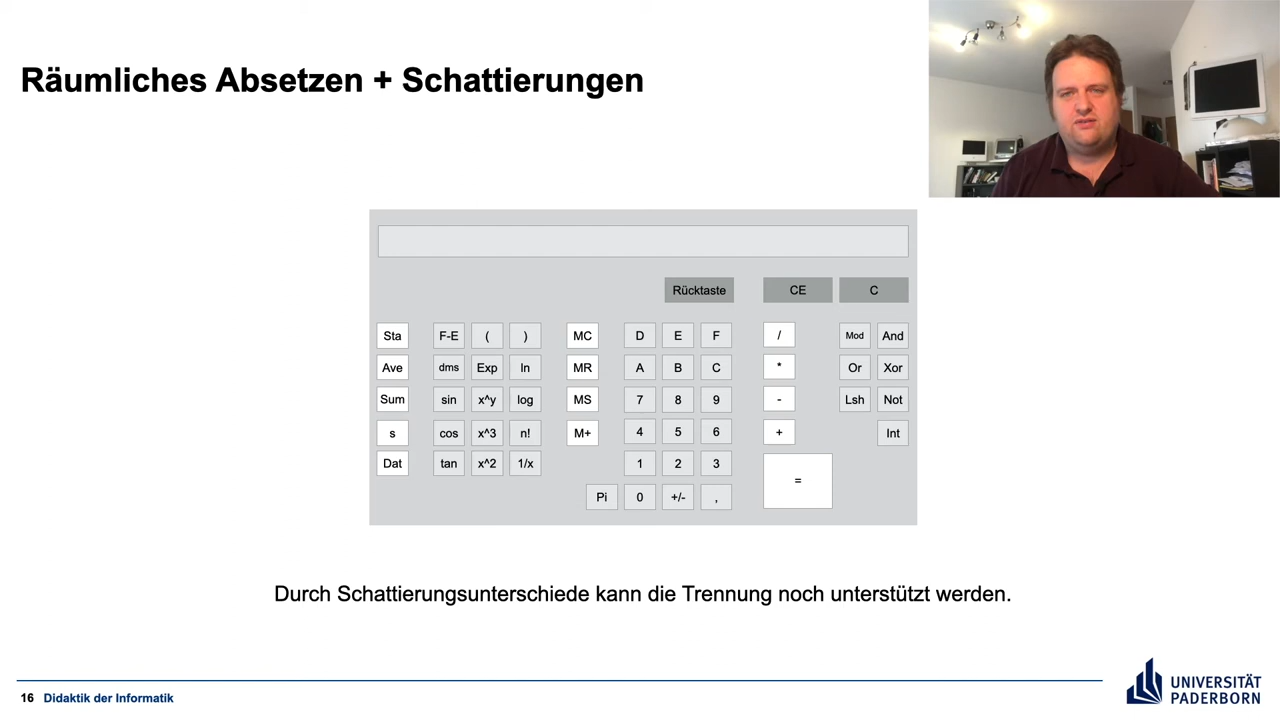 Räumliches Absetzen + Schattierungen
Rücktaste CE C
Sta F-E ( ) MC D E F / Mod And
Ave dms Exp ln MR A B C * Or Xor
Sum sin x^y log MS 7 8 9 - Lsh Not
s cos x^3 n! M+ 4 5 6 + Int
Dat tan x^2 1/x 1 2 3 =
Pi 0 +/- ,
Durch Schattierungsunterschiede kann die Trennung noch unterstützt werden.
16 Didaktik der Informatik
UNIVERSITÄT
PADERBORN